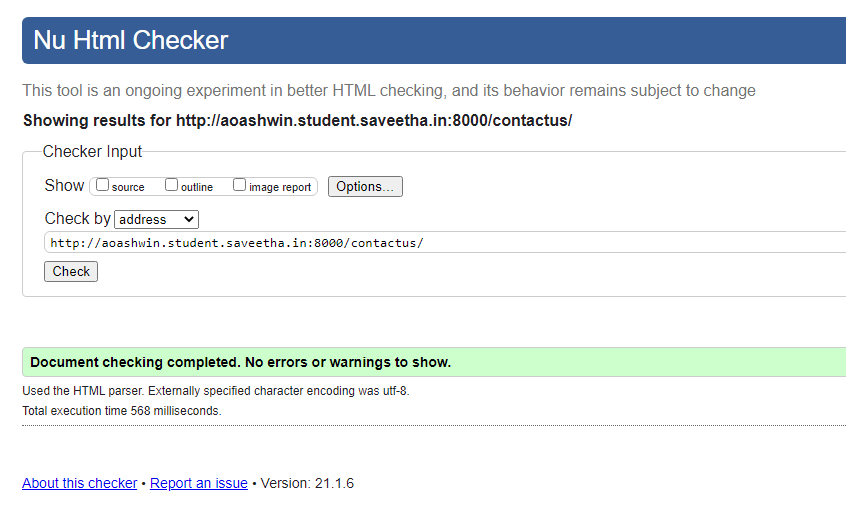 Nu Html Checker
This tool is an ongoing experiment in better HTML checking, and its behavior remains subject to change
Showing results for http://aoashwin.student.saveetha.in:8000/contactus/
Checker Input
Show source outline image report Options...
Check by address
http://aoashwin.student.saveetha.in:8000/contactus/
Check
Document checking completed. No errors or warnings to show.
Used the HTML parser. Externally specified character encoding was utf-8.
Total execution time 568 milliseconds.
About this checker • Report an issue • Version: 21.1.6